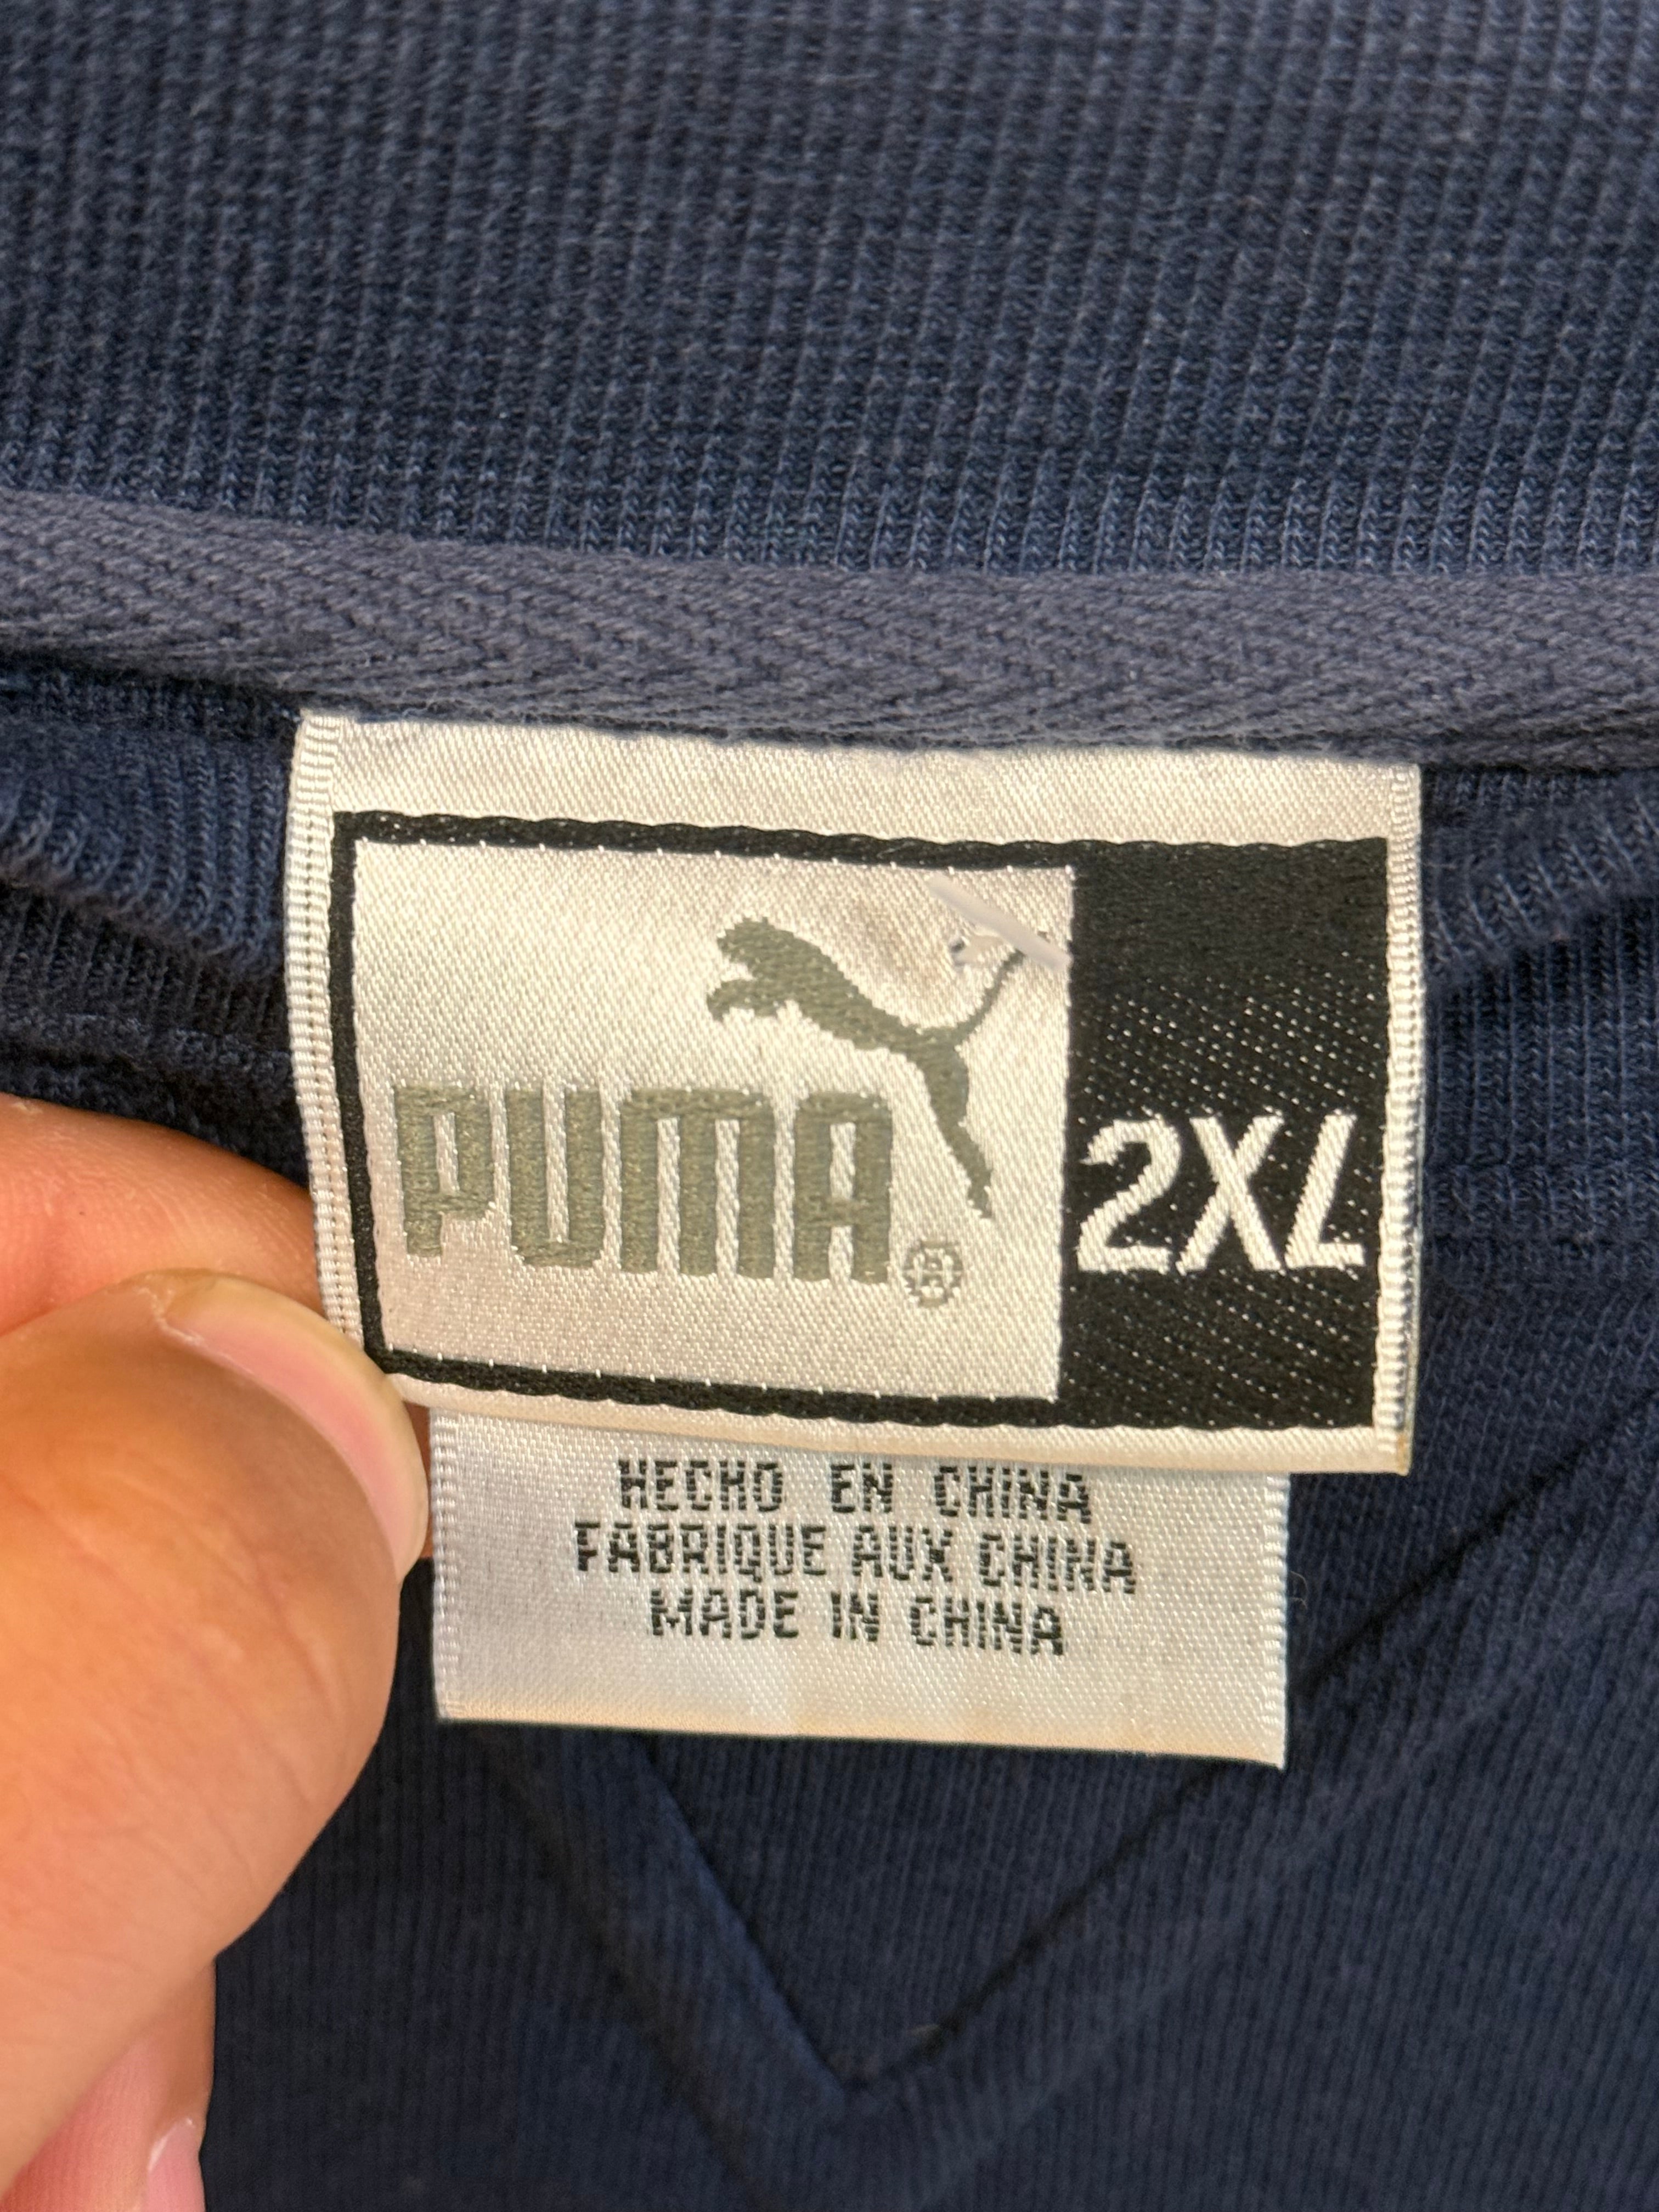 PUMA®
2XL
HECHO EN CHINA
FABRIQUE AUX CHINA
MADE IN CHINA